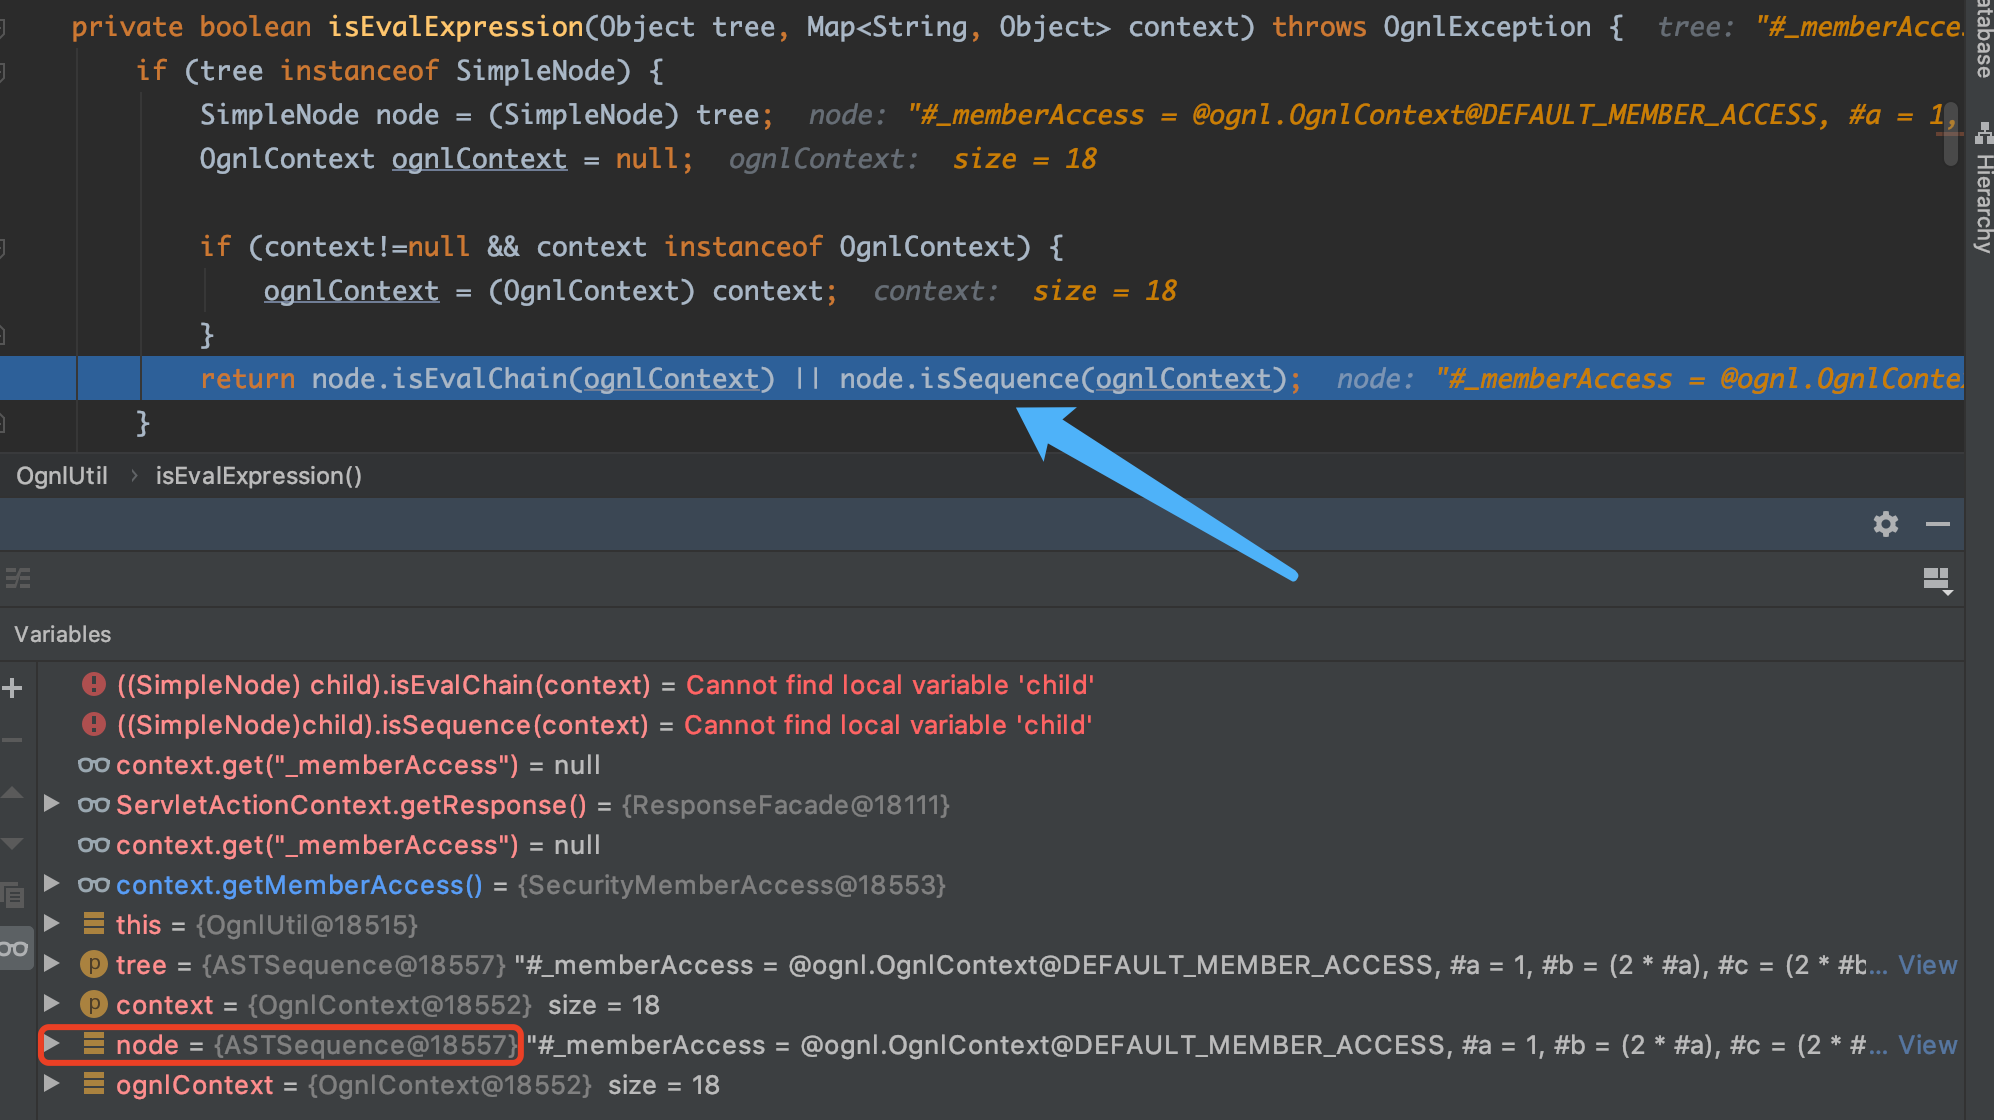 private boolean isEvalExpression(Object tree, Map<String, Object> context) throws OgnlException {  tree: "#_memberAcce
if (tree instanceof SimpleNode) {
SimpleNode node = (SimpleNode) tree;  node: "#_memberAccess = @ognl.OgnlContext@DEFAULT_MEMBER_ACCESS, #a = 1,
OgnlContext ognlContext = null;  ognlContext:  size = 18
if (context!=null && context instanceof OgnlContext) {
ognlContext = (OgnlContext) context;  context:  size = 18
}
return node.isEvalChain(ognlContext) || node.isSequence(ognlContext);  node: "#_memberAccess = @ognl.OgnlConte
}
atabase
Hierarchy
OgnlUtil › isEvalExpression()
Variables
((SimpleNode) child).isEvalChain(context) = Cannot find local variable 'child'
((SimpleNode)child).isSequence(context) = Cannot find local variable 'child'
context.get("_memberAccess") = null
ServletActionContext.getResponse() = {ResponseFacade@18111}
context.get("_memberAccess") = null
context.getMemberAccess() = {SecurityMemberAccess@18553}
this = {OgnlUtil@18515}
p tree = {ASTSequence@18557} "#_memberAccess = @ognl.OgnlContext@DEFAULT_MEMBER_ACCESS, #a = 1, #b = (2 * #a), #c = (2 * #b... View
p context = {OgnlContext@18552}  size = 18
node = {ASTSequence@18557} "#_memberAccess = @ognl.OgnlContext@DEFAULT_MEMBER_ACCESS, #a = 1, #b = (2 * #a), #c = (2 * #... View
ognlContext = {OgnlContext@18552}  size = 18